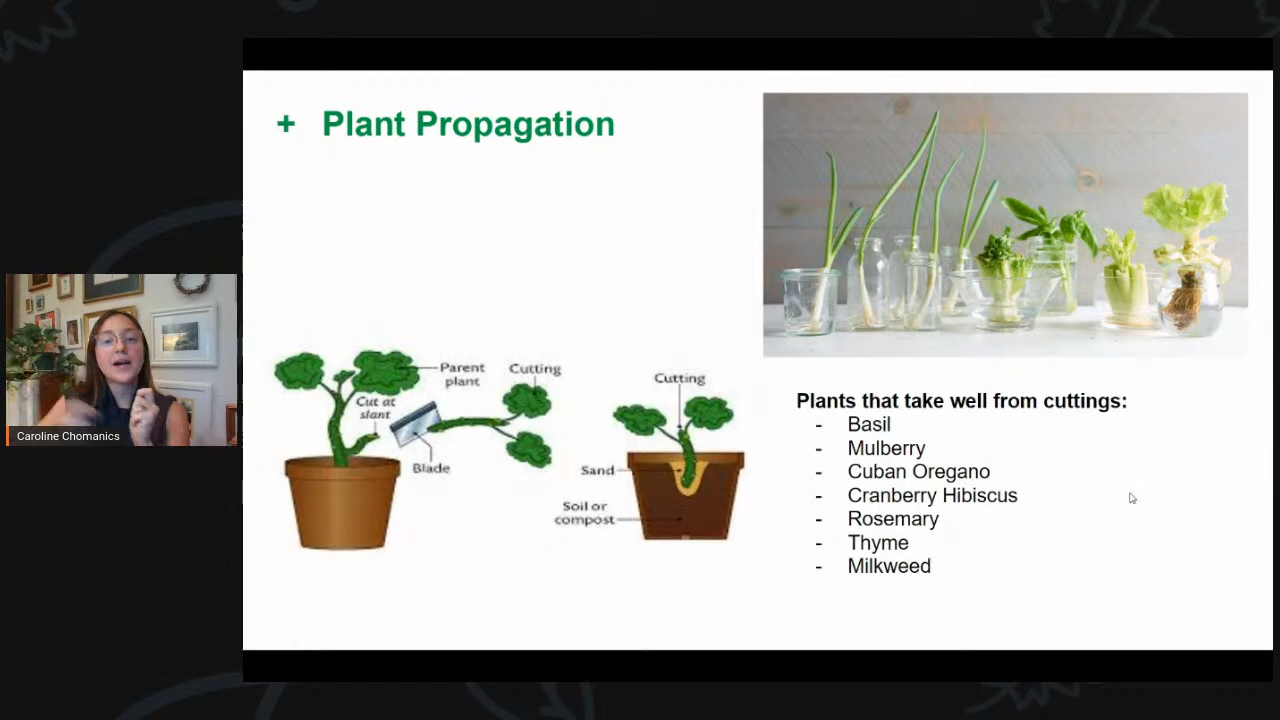 + Plant Propagation
Parent
plant
Cutting
Cut at
slant
Blade
Cutting
Sand
Soil or
compost
Plants that take well from cuttings:
- Basil
- Mulberry
- Cuban Oregano
- Cranberry Hibiscus
- Rosemary
- Thyme
- Milkweed
Caroline Chomanics